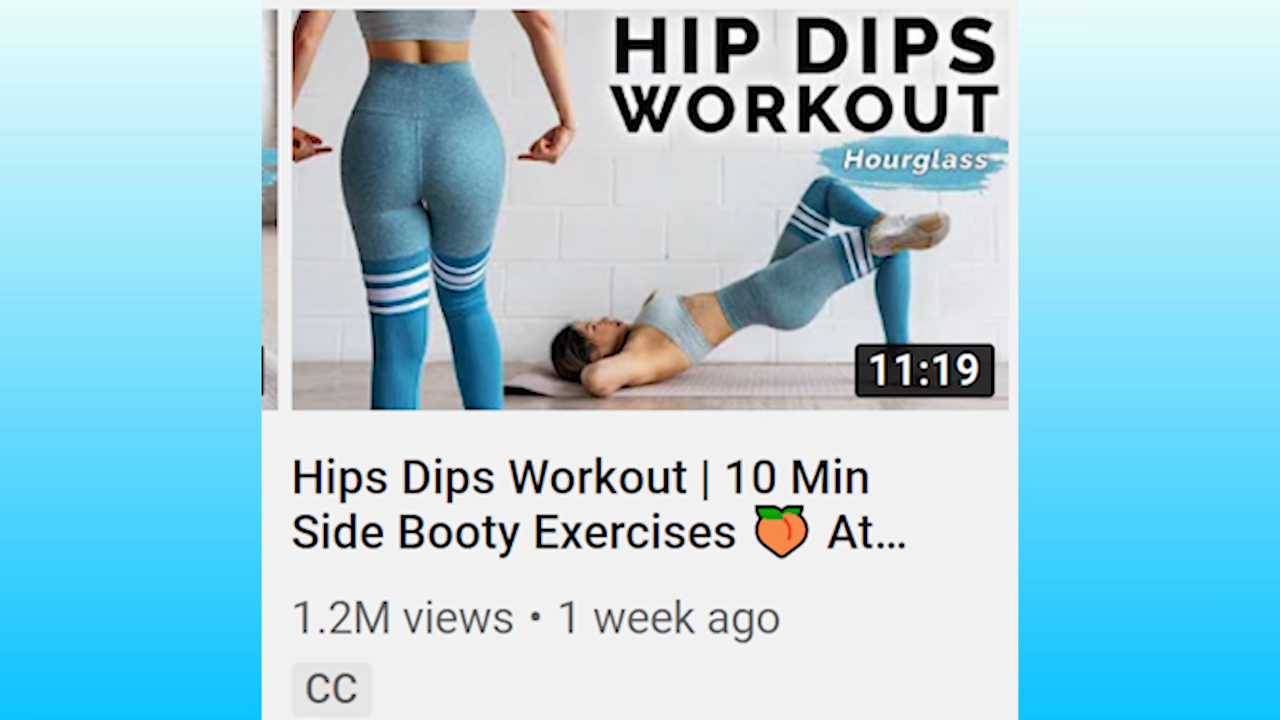 HIP DIPS
WORKOUT
Hourglass
11:19
Hips Dips Workout | 10 Min
Side Booty Exercises 🍑 At...
1.2M views • 1 week ago
CC